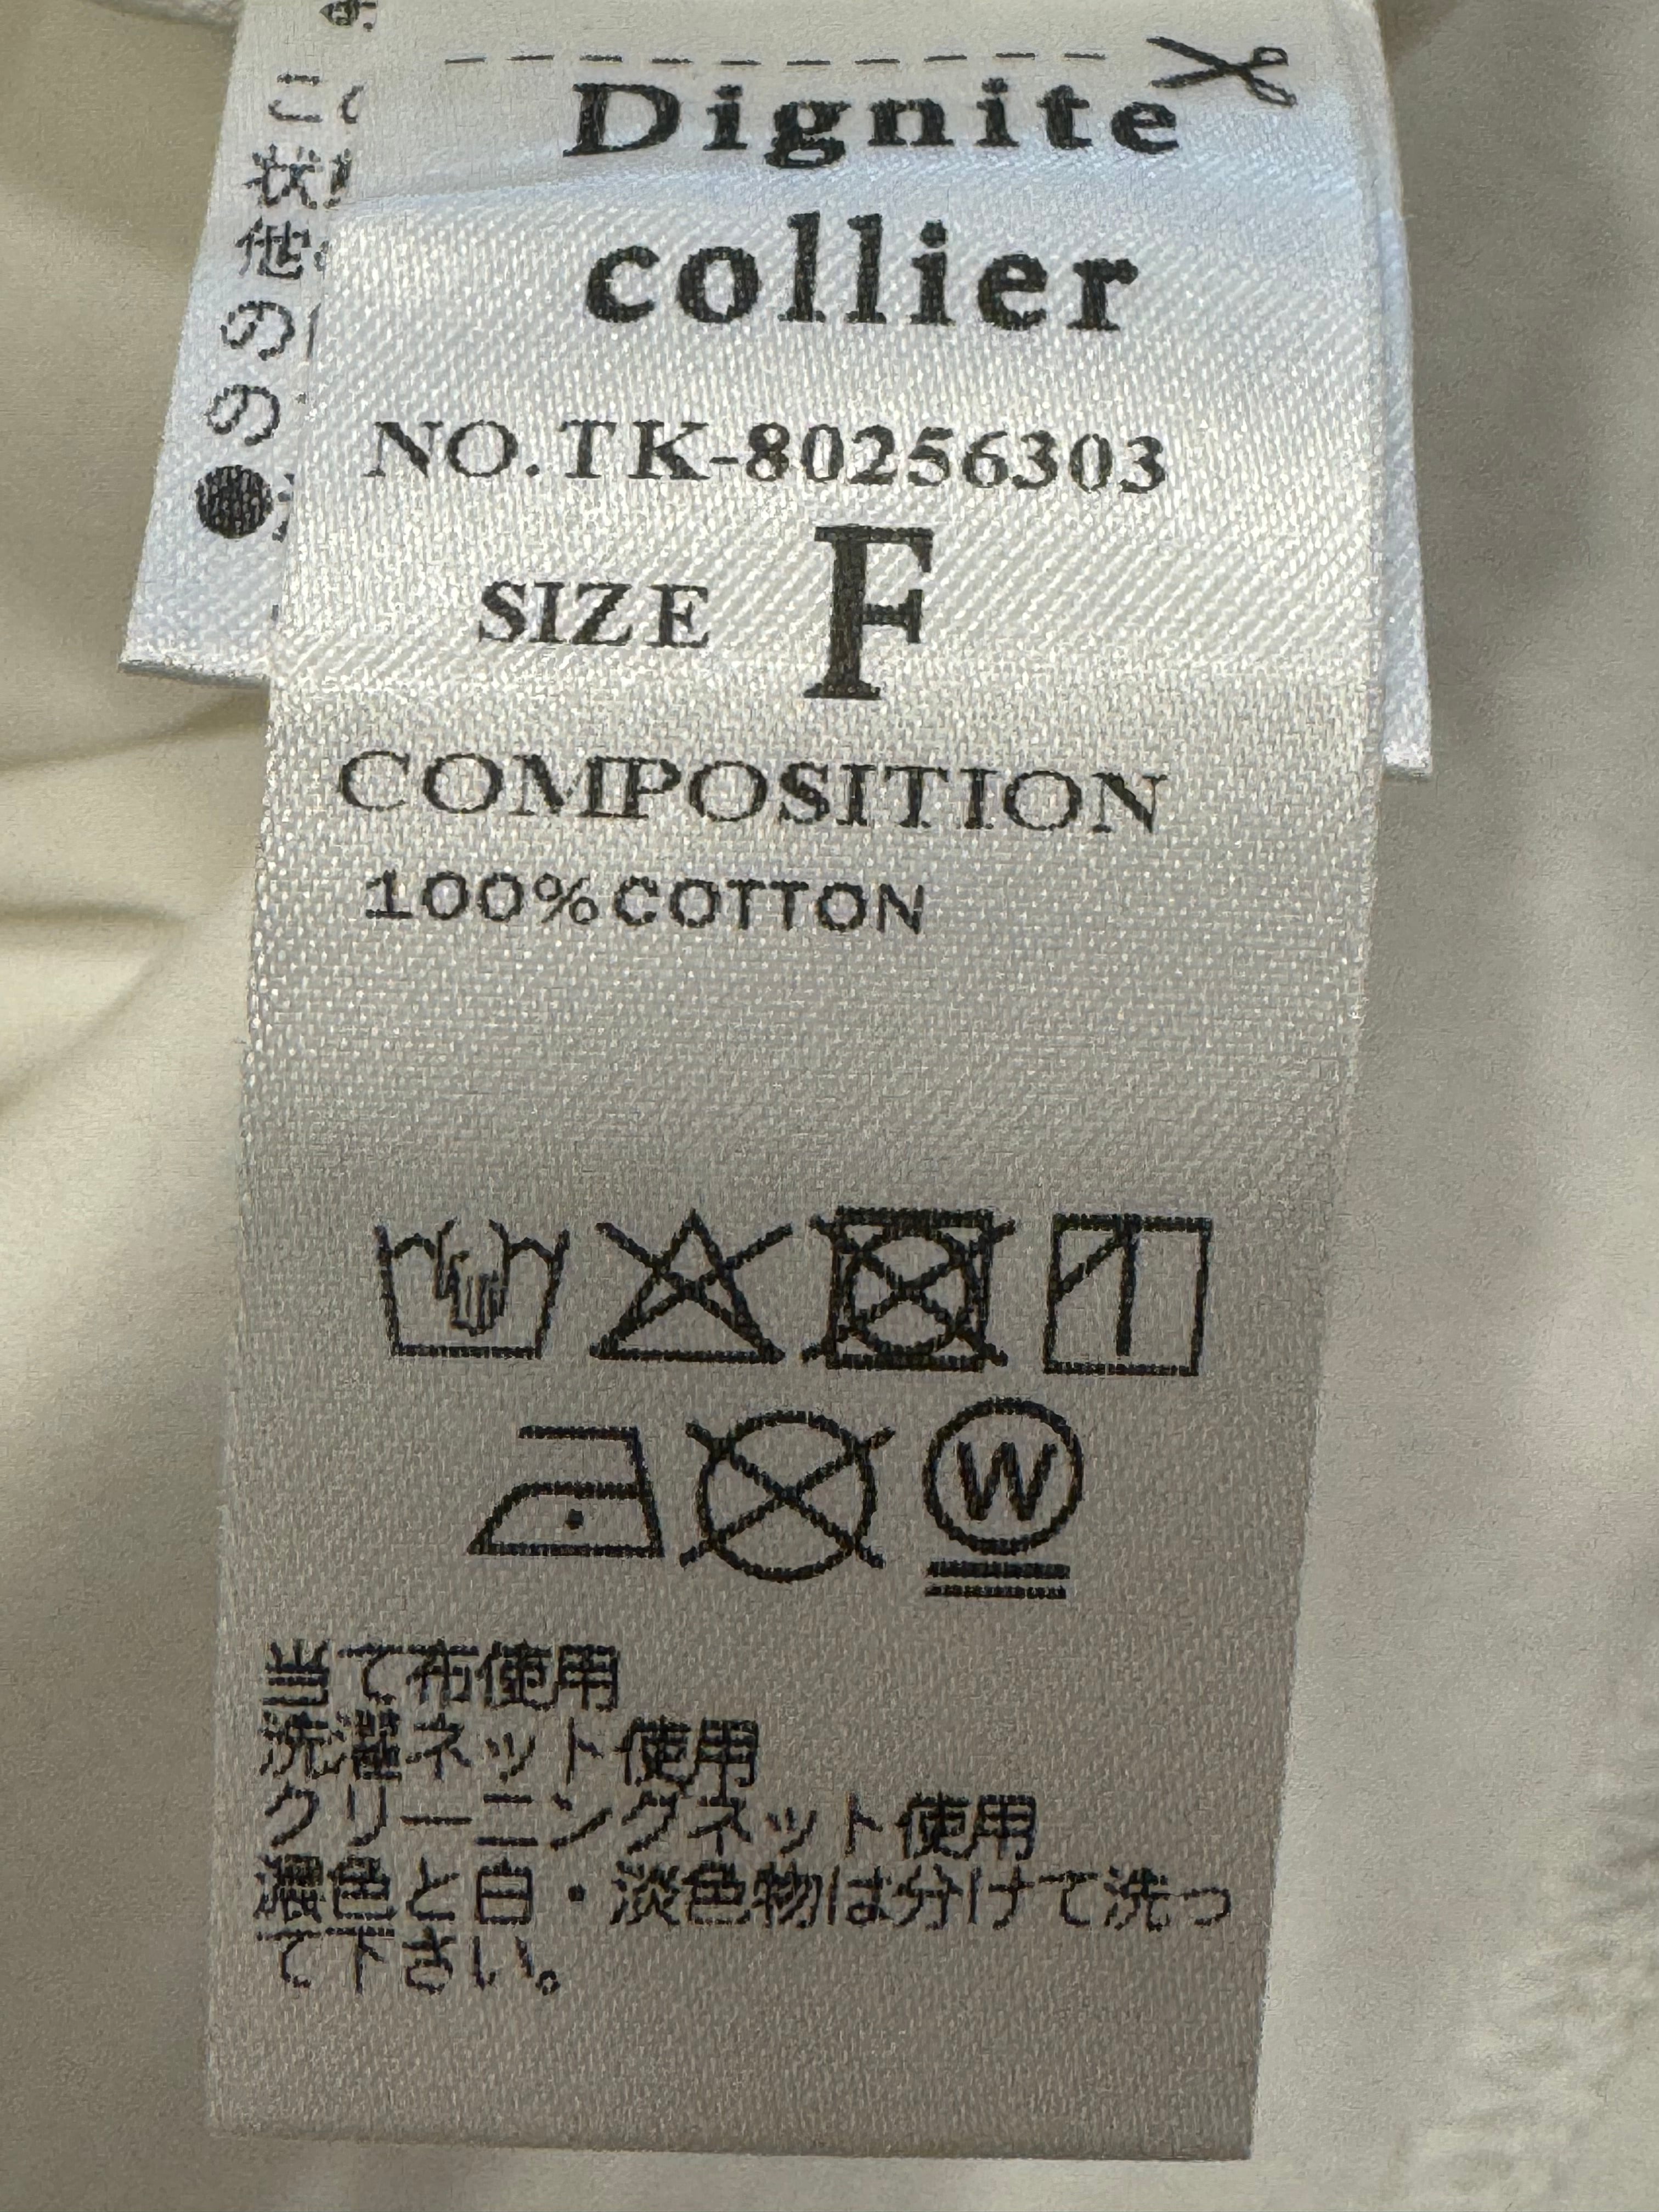 Dignite
collier
NO.TK-80256303
SIZE F
COMPOSITION
100%COTTON
W
当て布使用
洗濯ネット使用
クリーニングネット使用
濃色と白・淡色物は分けて洗っ
て下さい。